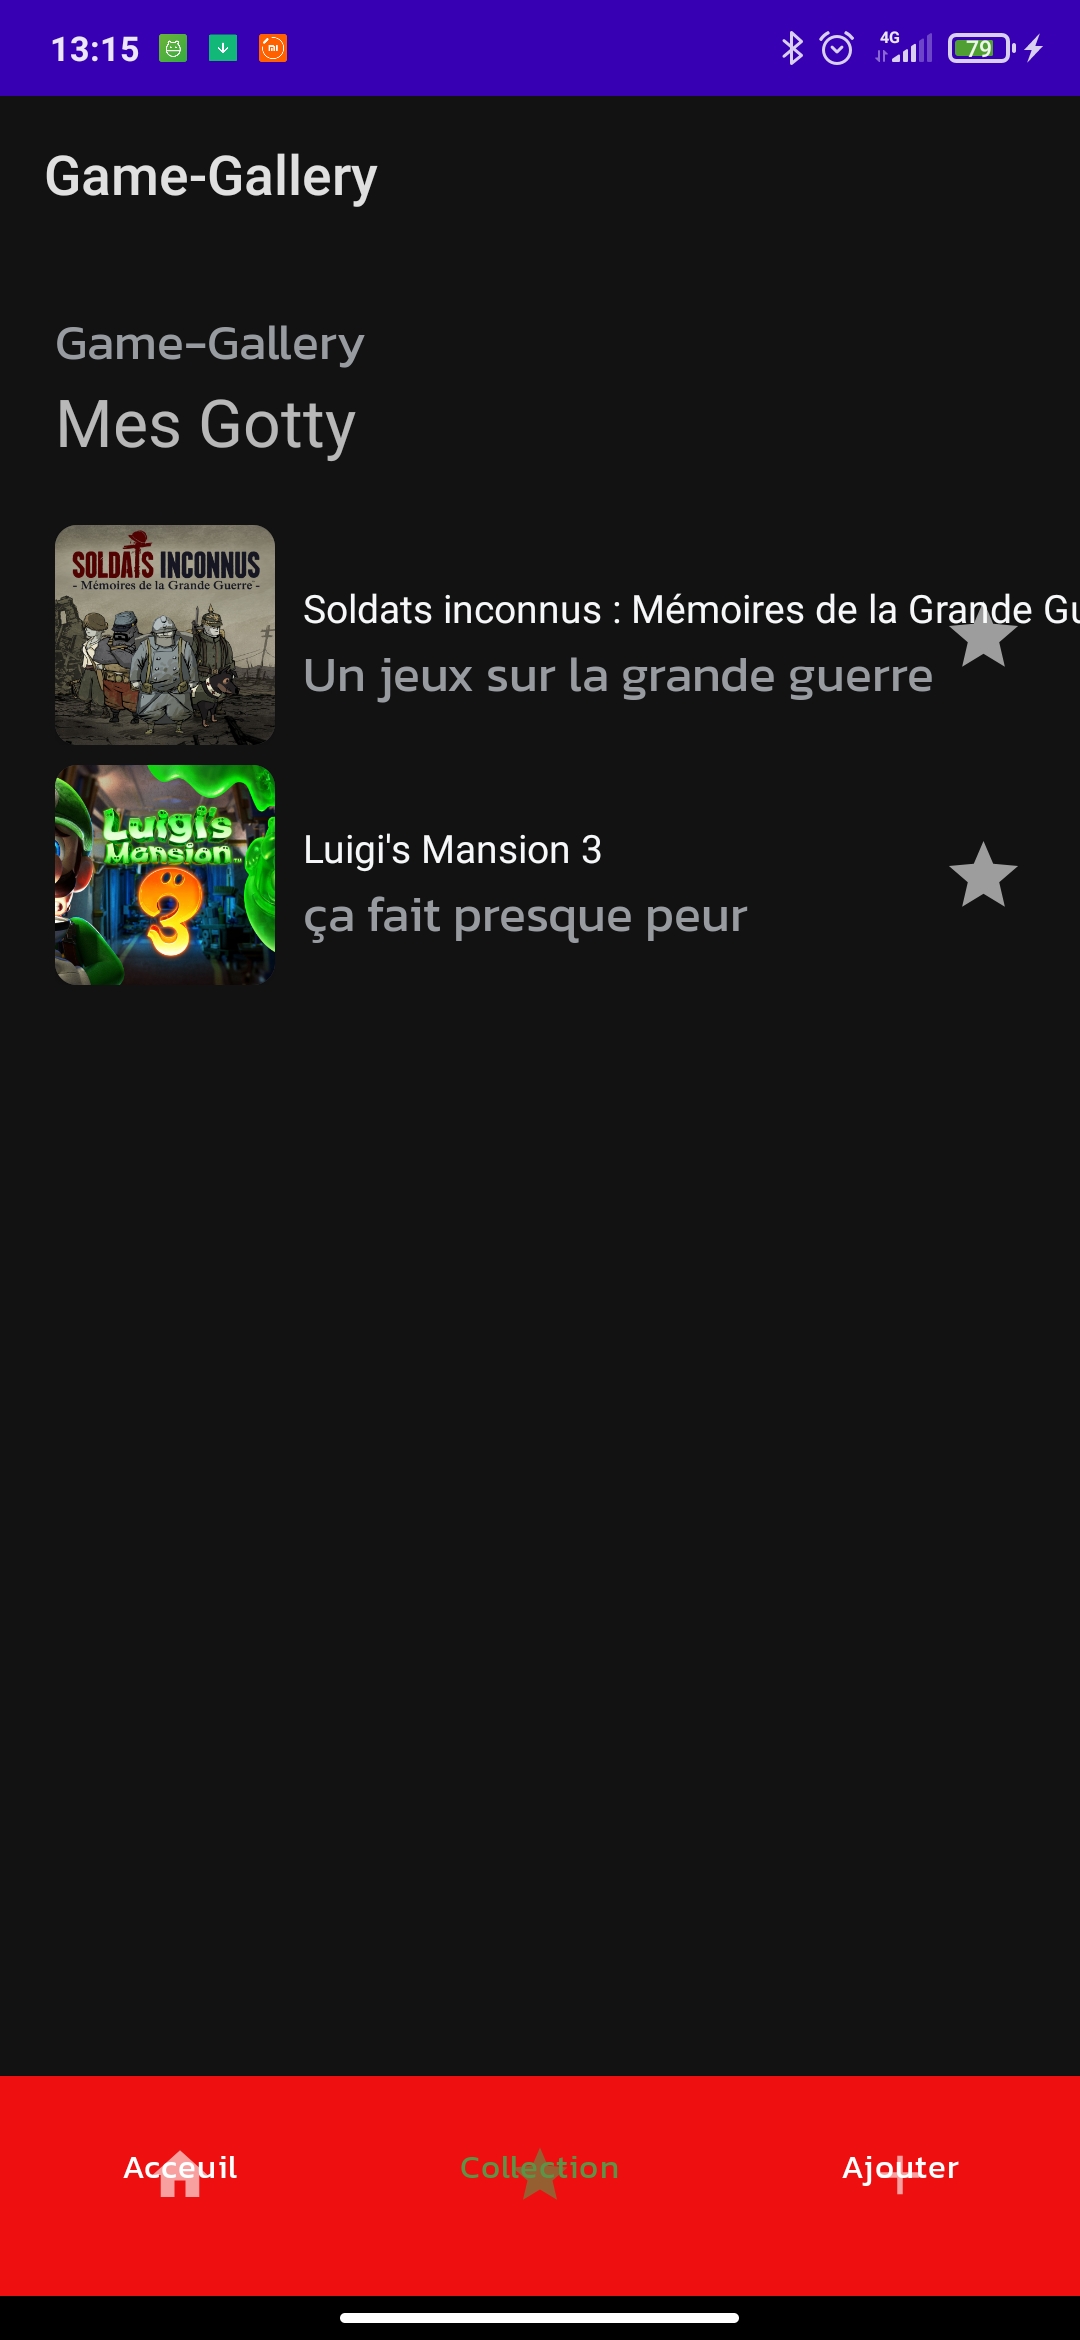 13:15
4G
79
Game-Gallery
Game-Gallery
Mes Gotty
SOLDATS INCONNUS
- Mémoires de la Grande Guerre -
Soldats inconnus : Mémoires de la Grande Gu
Un jeux sur la grande guerre
Luigi's
Mansion
3
Luigi's Mansion 3
ça fait presque peur
Acceuil
Collection
Ajouter